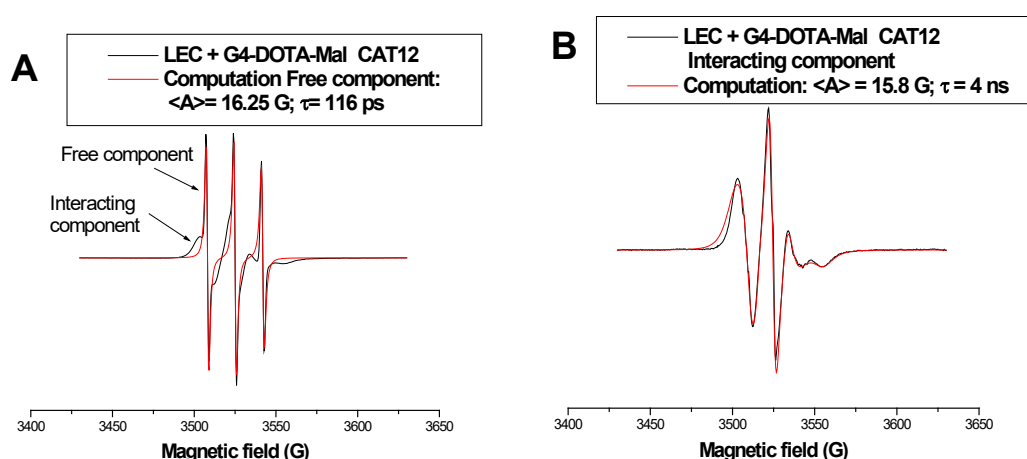 A
LEC + G4-DOTA-Mal CAT12
Computation Free component:
<A>= 16.25 G; τ= 116 ps
Free component
Interacting
component
3400 3450 3500 3550 3600 3650
Magnetic field (G)
B
LEC + G4-DOTA-Mal CAT12
Interacting component
Computation: <A> = 15.8 G; τ = 4 ns
3400 3450 3500 3550 3600 3650
Magnetic field (G)